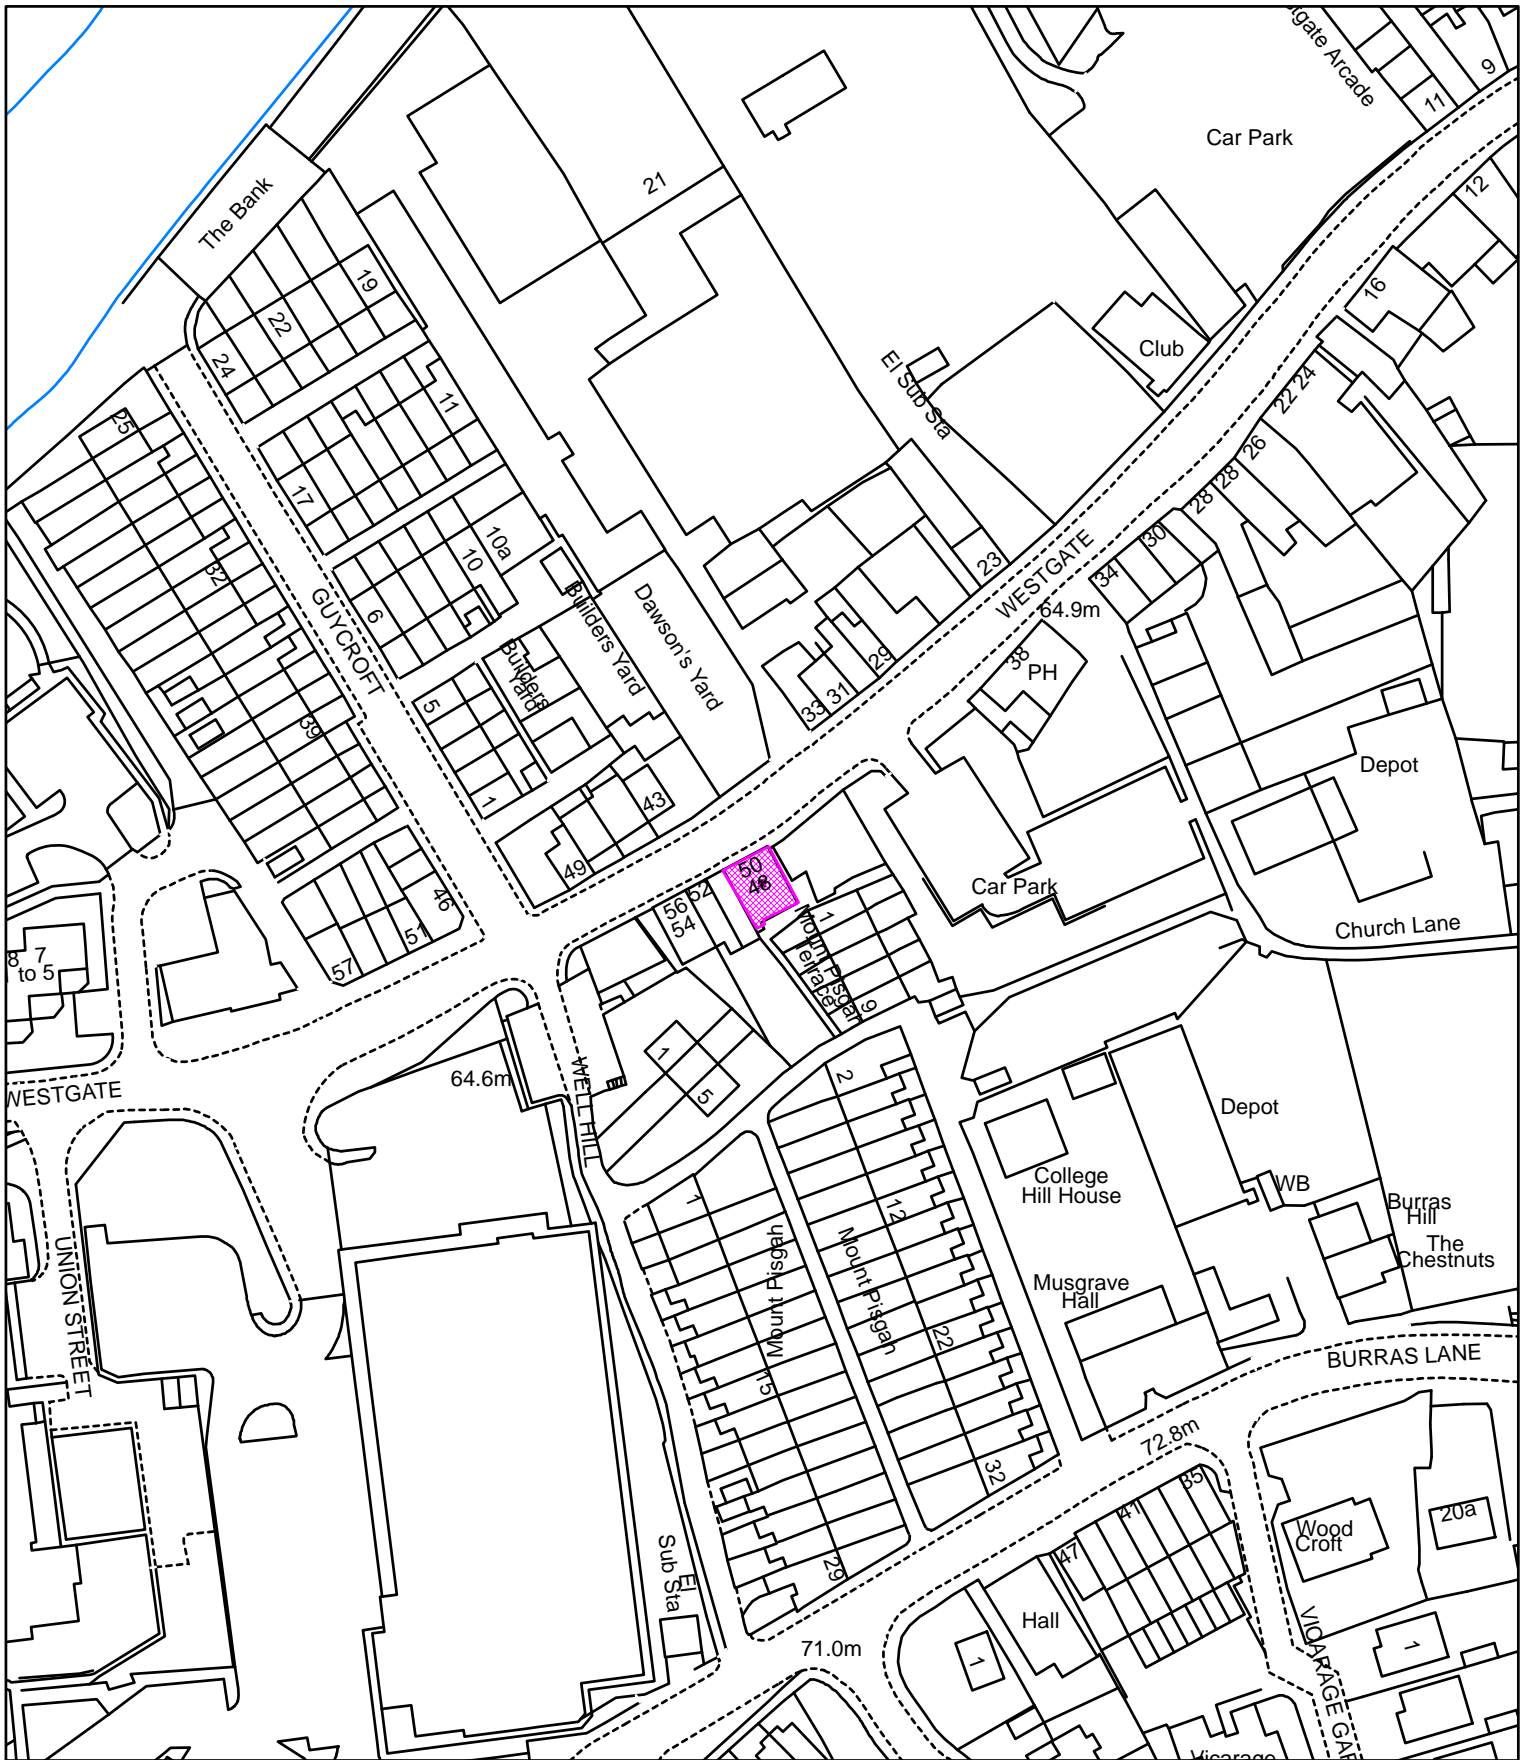 stgate Arcade
9
11
Car Park
12
21
The Bank
19
16
22
Club
24
22 24
El Sub Sta
11
25
26
28
28
17
10a
30
10
23
WESTGATE
34
32
64.9m
6
GUYCROFT
Builders Yard
Dawson's Yard
38
PH
29
Builders
Yard
31
33
5
39
Depot
1
43
49
50
48
52
56
54
Car Park
46
1
Church Lane
51
57
8
7
to 5
Mount Pisgah
Terrace
9
1
64.6m
WELL HILL
2
5
WESTGATE
Depot
College
Hill House
WB
1
12
Burras
Hill
The
Chestnuts
Mount Pisgah
Mount Pisgah
UNION STREET
Musgrave
Hall
22
BURRAS LANE
15
72.8m
32
35
41
20a
Wood
Croft
47
29
El
Sub Sta
Hall
71.0m
1
1
VICARAGE GAR
Vicarage